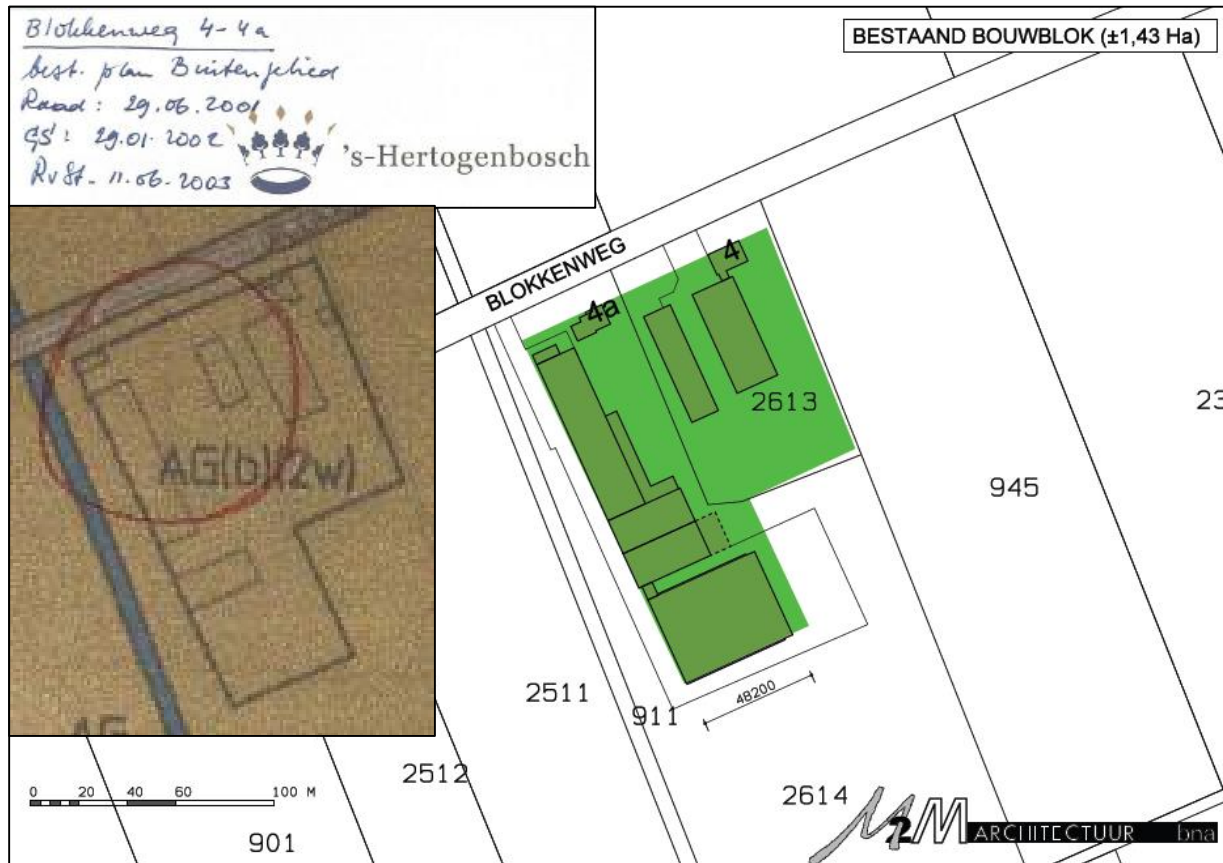 Blokkenweg 4-4a
best. plan Buitengebied
Raad: 29.06.2001
GS: 29.01.2002
RvSt. 11.06.2003
's-Hertogenbosch
BESTAAND BOUWBLOK (±1,43 Ha)
BLOKKENWEG
4
4a
2613
23
945
AG(b)(2w)
AG
2511
911
48200
2512
2614
901
0 20 40 60 100 M
M2M ARCHITECTUUR bna